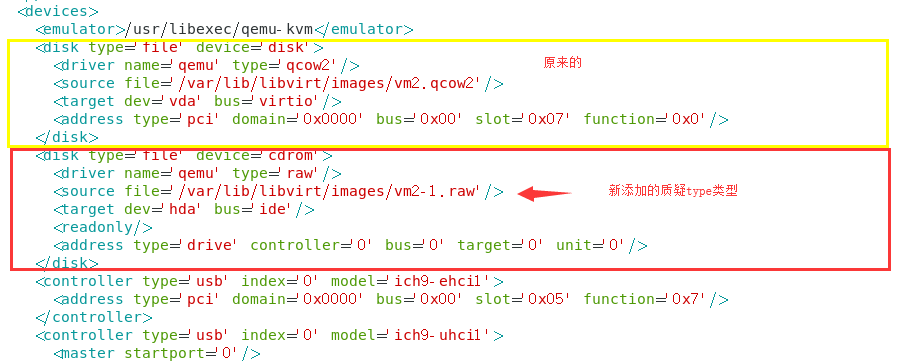 <devices>
<emulator>/usr/libexec/qemu-kvm</emulator>
<disk type='file' device='disk'>
<driver name='qemu' type='qcow2'/> 原来的
<source file='/var/lib/libvirt/images/vm2.qcow2'/>
<target dev='vda' bus='virtio'/>
<address type='pci' domain='0x0000' bus='0x00' slot='0x07' function='0x0'/>
</disk>
<disk type='file' device='cdrom'>
<driver name='qemu' type='raw'/>
<source file='/var/lib/libvirt/images/vm2-1.raw'/> 新添加的质疑type类型
<target dev='hda' bus='ide'/>
<readonly/>
<address type='drive' controller='0' bus='0' target='0' unit='0'/>
</disk>
<controller type='usb' index='0' model='ich9-ehci1'>
<address type='pci' domain='0x0000' bus='0x00' slot='0x05' function='0x7'/>
</controller>
<controller type='usb' index='0' model='ich9-uhci1'>
<master startport='0'/>